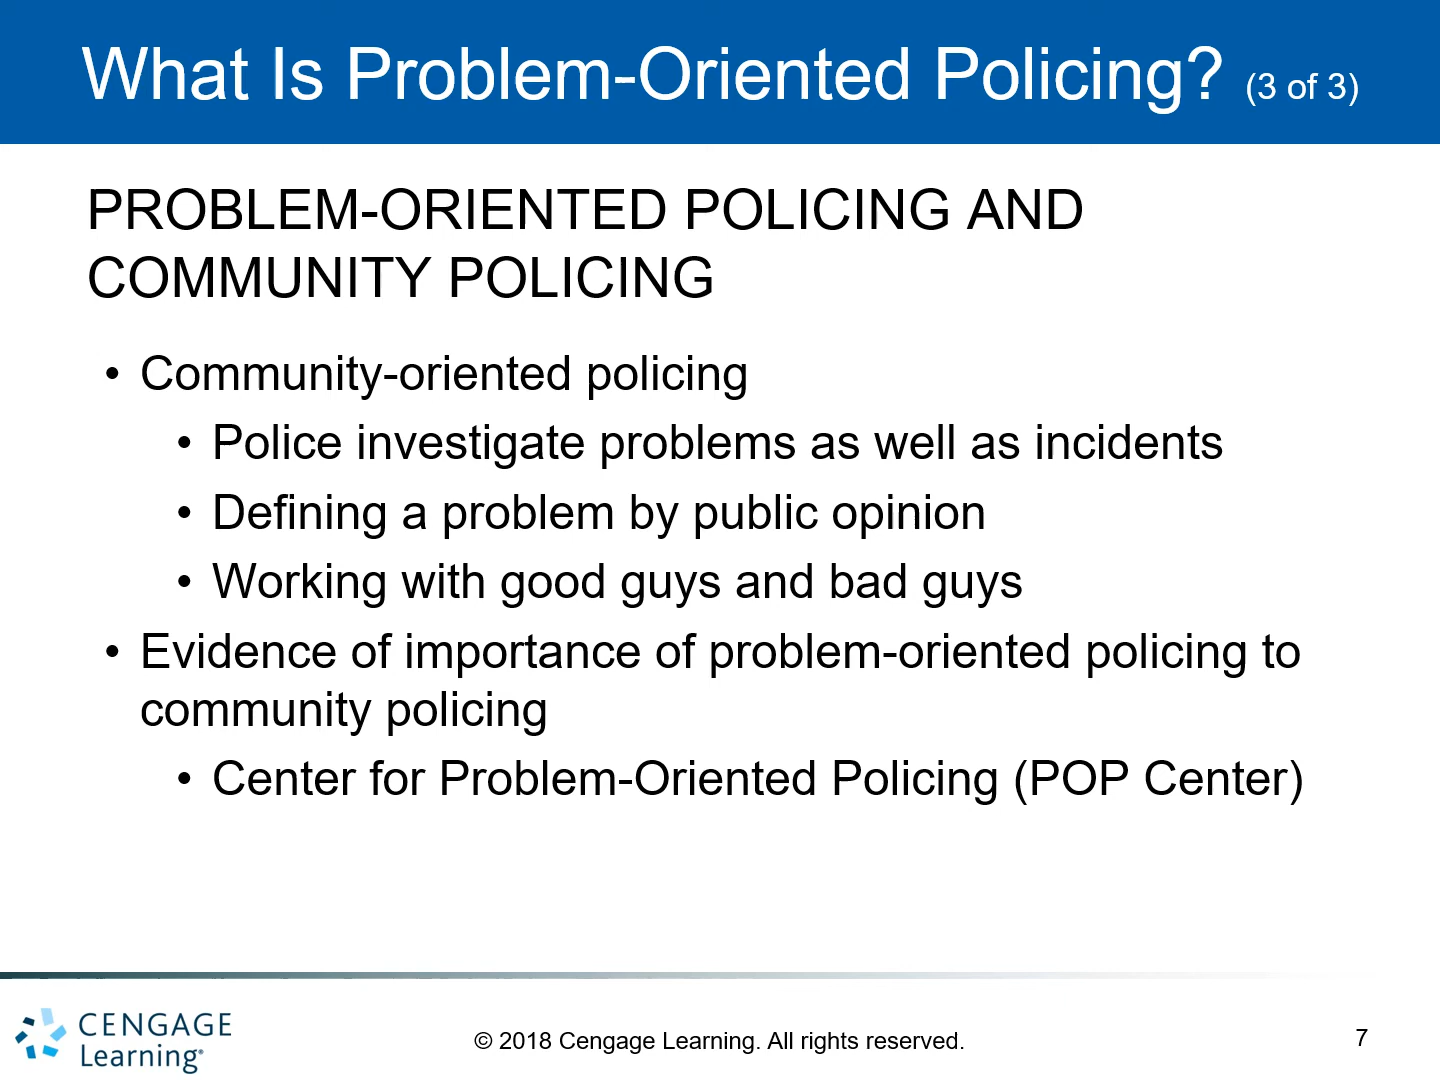 What Is Problem-Oriented Policing? (3 of 3)
PROBLEM-ORIENTED POLICING AND
COMMUNITY POLICING
• Community-oriented policing
• Police investigate problems as well as incidents
• Defining a problem by public opinion
• Working with good guys and bad guys
• Evidence of importance of problem-oriented policing to
community policing
• Center for Problem-Oriented Policing (POP Center)
CENGAGE
Learning®
© 2018 Cengage Learning. All rights reserved.
7